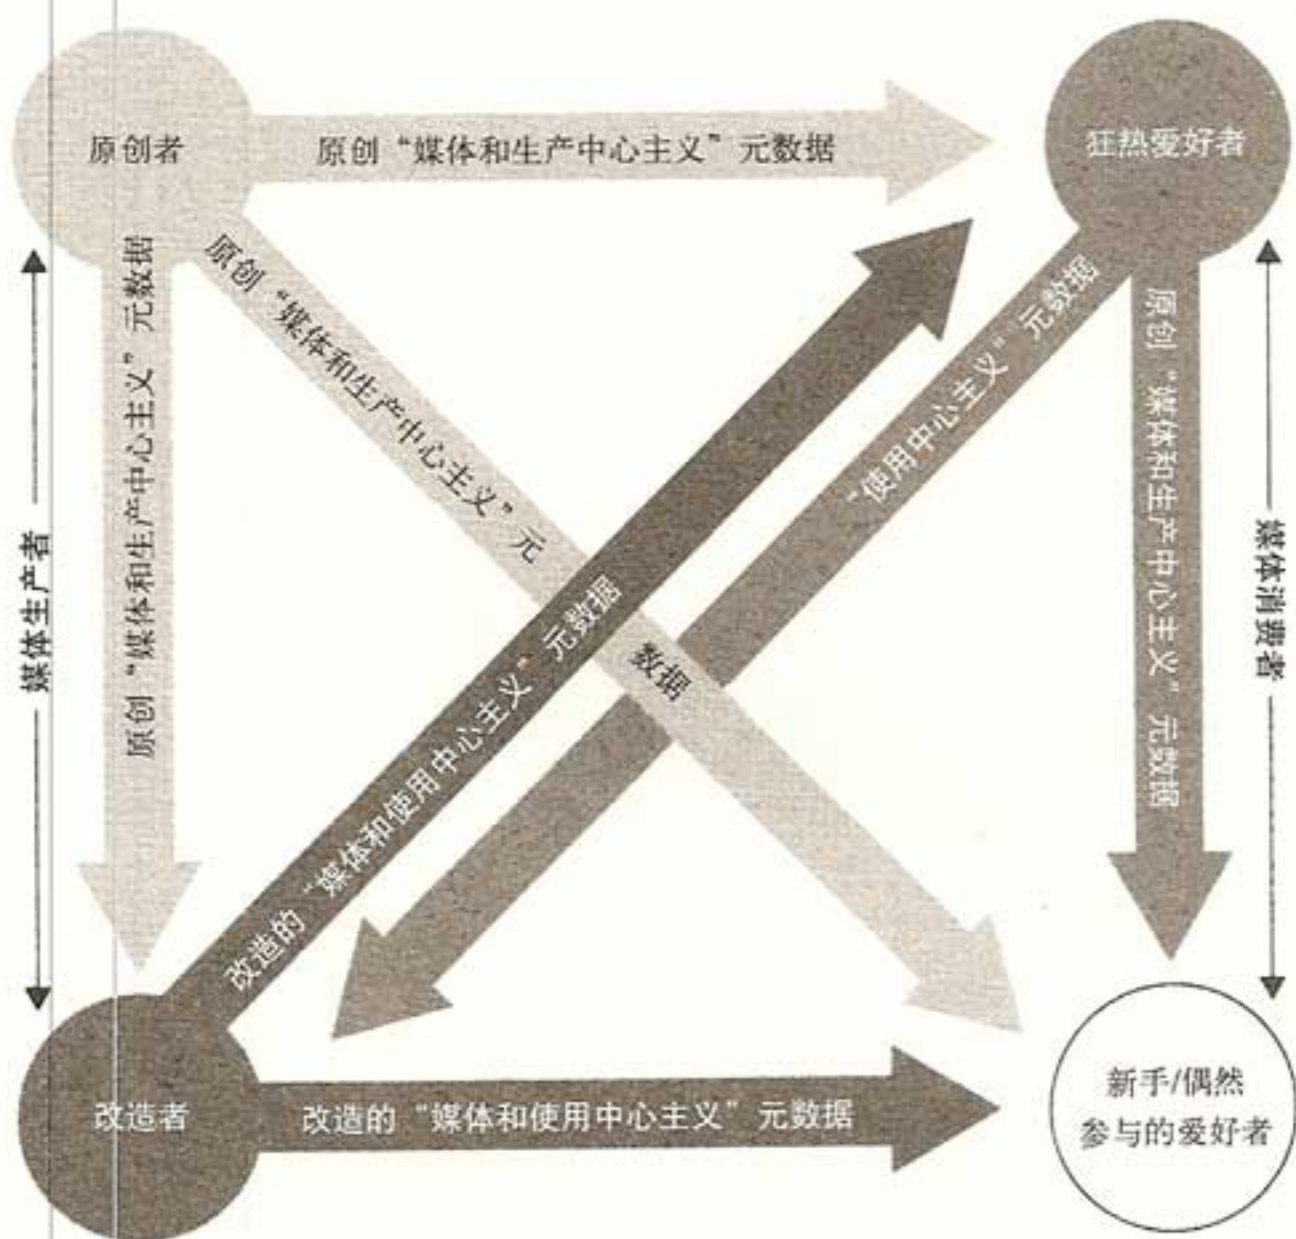 原创者
原创“媒体和生产中心主义”元数据
狂热爱好者
原创“媒体和生产中心主义”元数据
原创“媒体和生产中心主义”元
数据
改造的“媒体和使用中心主义”元数据
“使用中心主义”元数据
原创“媒体和生产中心主义”元数据
媒体生产者
媒体消费者
改造者
改造的“媒体和使用中心主义”元数据
新手/偶然
参与的爱好者